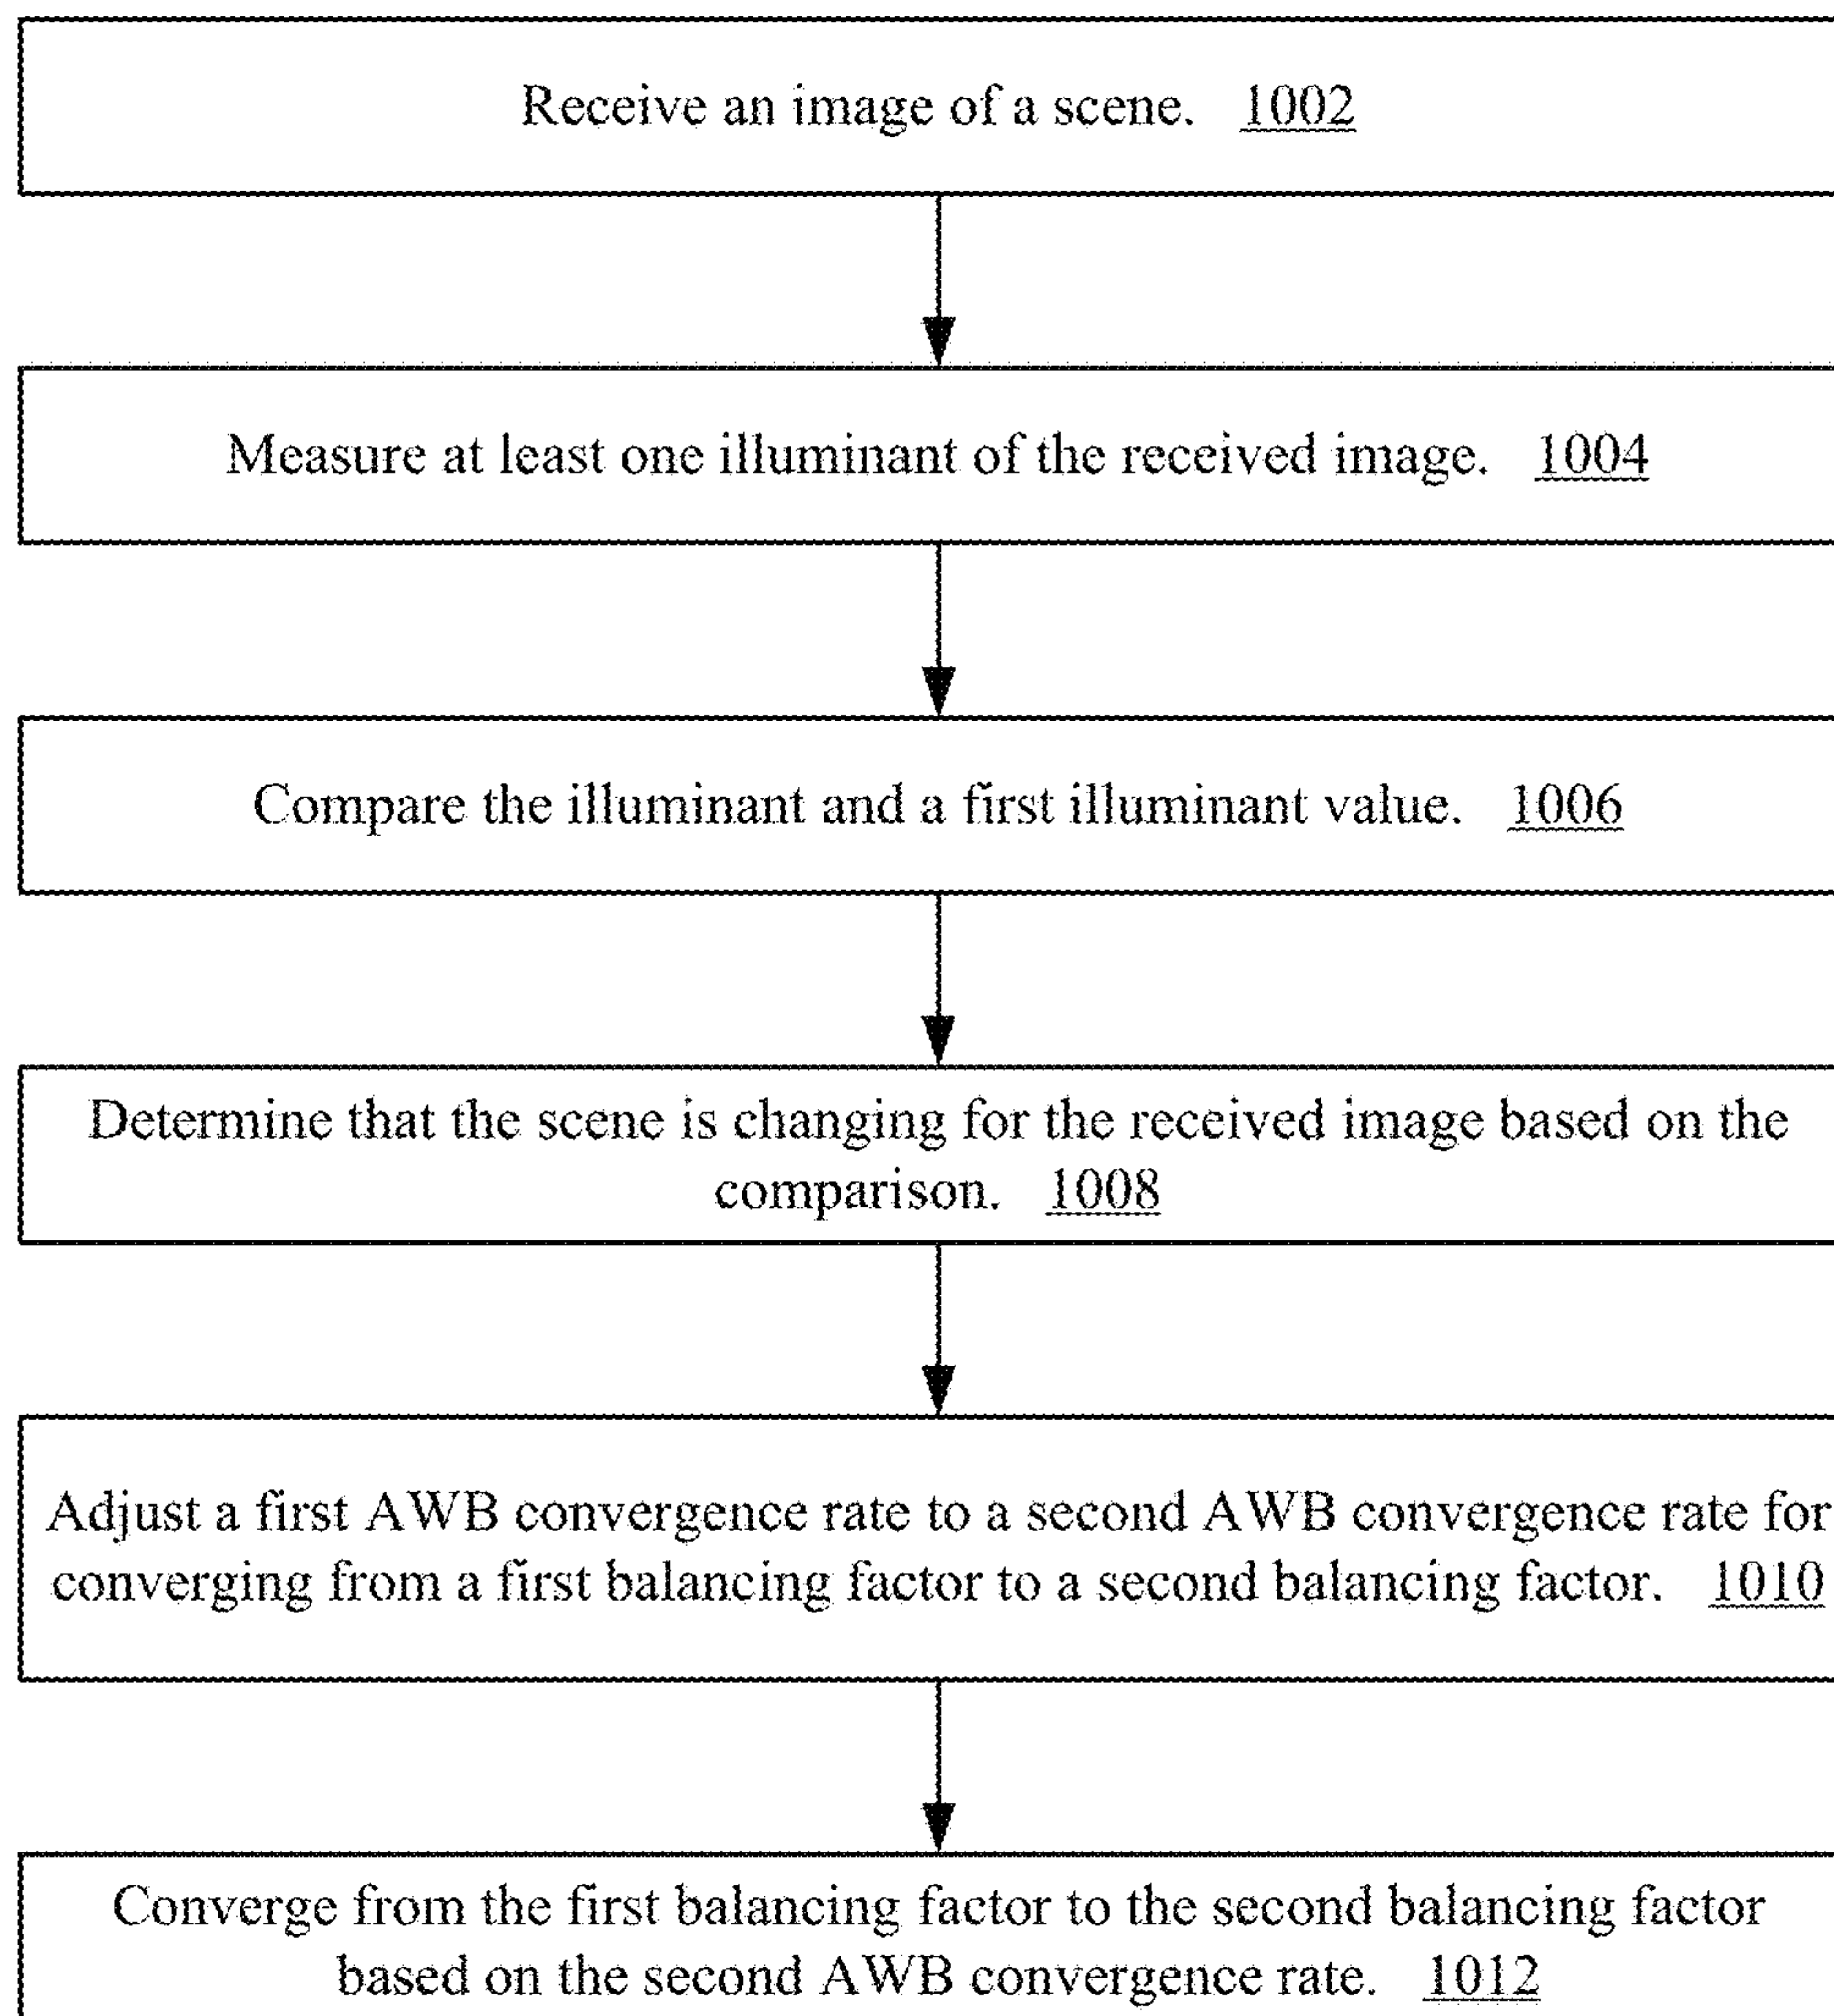 Receive an image of a scene. 1002
Measure at least one illuminant of the received image. 1004
Compare the illuminant and a first illuminant value. 1006
Determine that the scene is changing for the received image based on the
comparison. 1008
Adjust a first AWB convergence rate to a second AWB convergence rate for
converging from a first balancing factor to a second balancing factor. 1010
Converge from the first balancing factor to the second balancing factor
based on the second AWB convergence rate. 1012